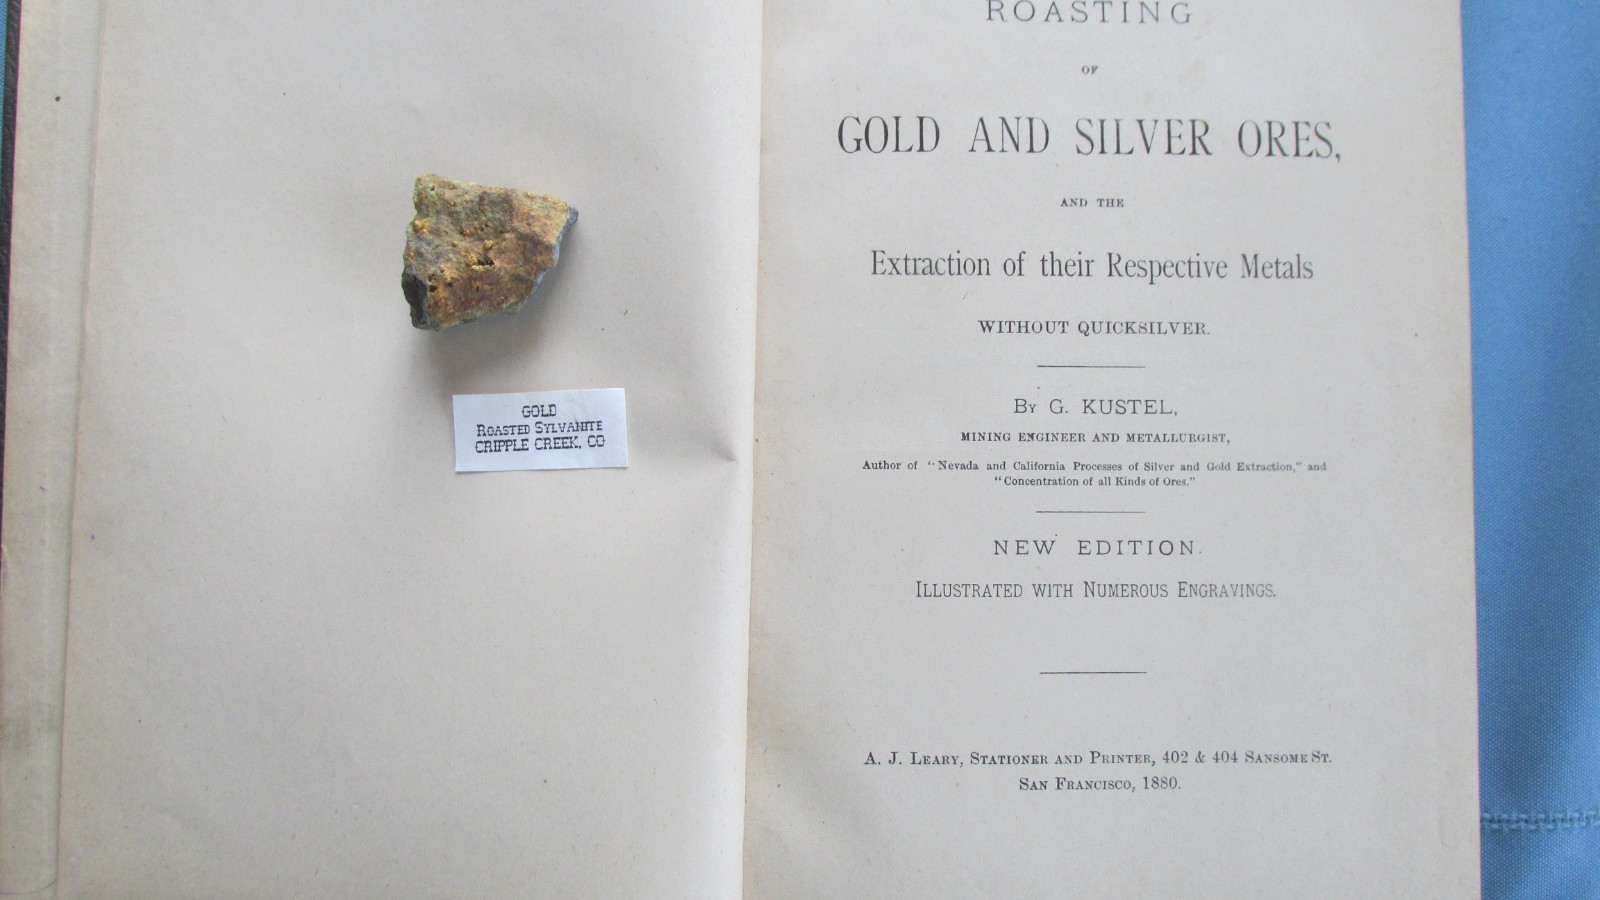 GOLD
ROASTED SYLVANITE
CRIPPLE CREEK, CO
ROASTING
OF
GOLD AND SILVER ORES,
AND THE
Extraction of their Respective Metals
WITHOUT QUICKSILVER.
BY G. KUSTEL,
MINING ENGINEER AND METALLURGIST,
Author of "Nevada and California Processes of Silver and Gold Extraction," and
"Concentration of all Kinds of Ores."
NEW EDITION.
ILLUSTRATED WITH NUMEROUS ENGRAVINGS.
A. J. LEARY, STATIONER AND PRINTER, 402 & 404 SANSOME ST.
SAN FRANCISCO, 1880.